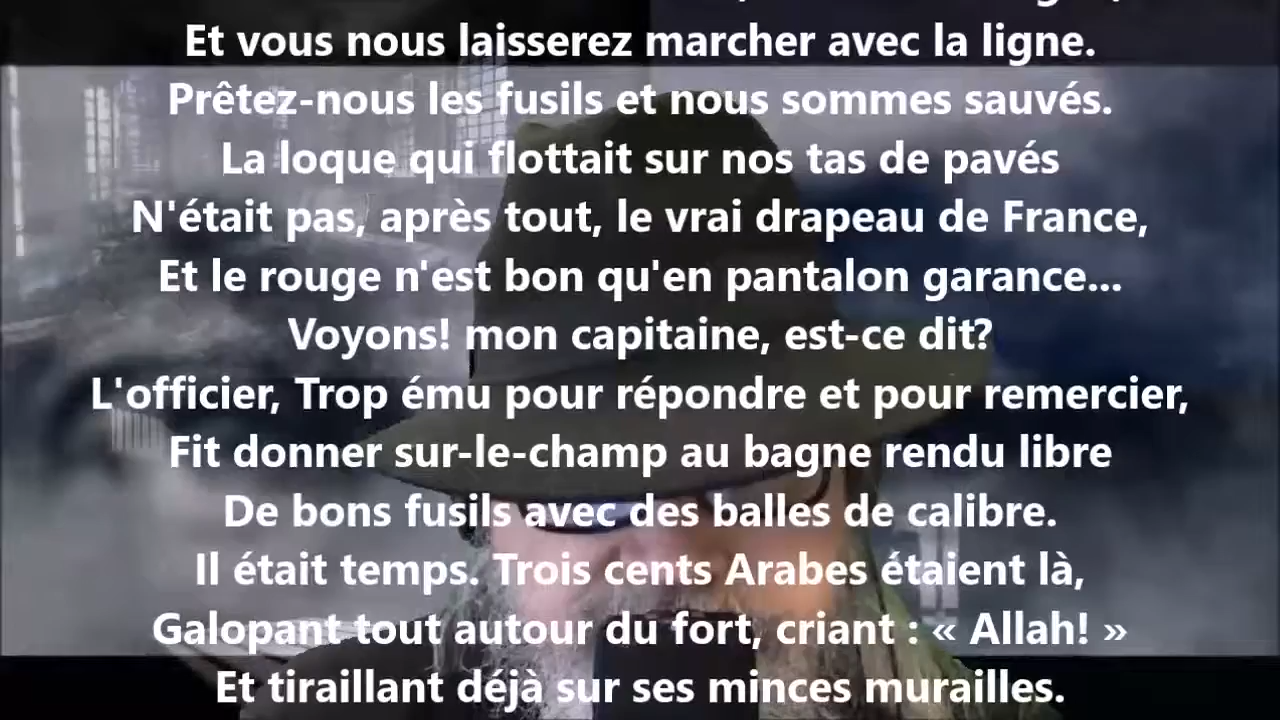 Et vous nous laisserez marcher avec la ligne.
Prêtez-nous les fusils et nous sommes sauvés.
La loque qui flottait sur nos tas de pavés
N'était pas, après tout, le vrai drapeau de France,
Et le rouge n'est bon qu'en pantalon garance...
Voyons! mon capitaine, est-ce dit?
L'officier, Trop ému pour répondre et pour remercier,
Fit donner sur-le-champ au bagne rendu libre
De bons fusils avec des balles de calibre.
Il était temps. Trois cents Arabes étaient là,
Galopant tout autour du fort, criant : « Allah! »
Et tiraillant déjà sur ses minces murailles.